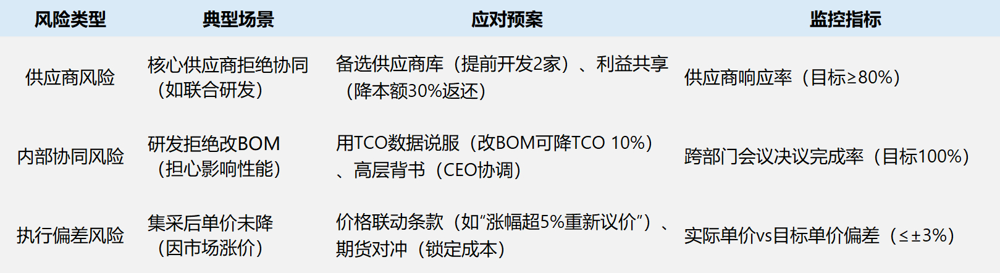 风险类型 典型场景 应对预案 监控指标
供应商风险
核心供应商拒绝协同
（如联合研发）
备选供应商库（提前开发2家）、利益共享
（降本额30%返还）
供应商响应率（目标≥80%）
内部协同风险
研发拒绝改BOM
（担心影响性能）
用TCO数据说服（改BOM可降TCO 10%）
、高层背书（CEO协调）
跨部门会议决议完成率（目标100%）
执行偏差风险
集采后单价未降
（因市场涨价）
价格联动条款（如“涨幅超5%重新议价”）、
期货对冲（锁定成本）
实际单价vs目标单价偏差（≤±3%）